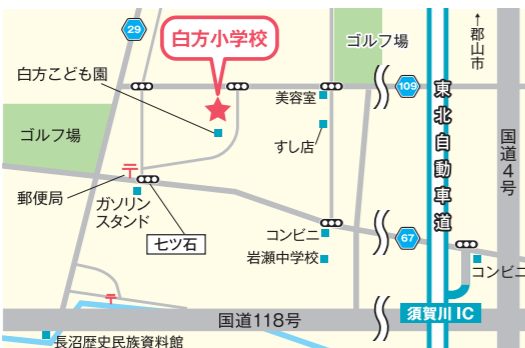 29
白方小学校
ゴルフ場
↑郡山市
白方こども園
美容室
109
東北自動車道
国道4号
ゴルフ場
すし店
〒
郵便局
ガソリン
スタンド
七ツ石
コンビニ
67
岩瀬中学校
コンビニ
〒
国道118号
須賀川IC
長沼歴史民族資料館